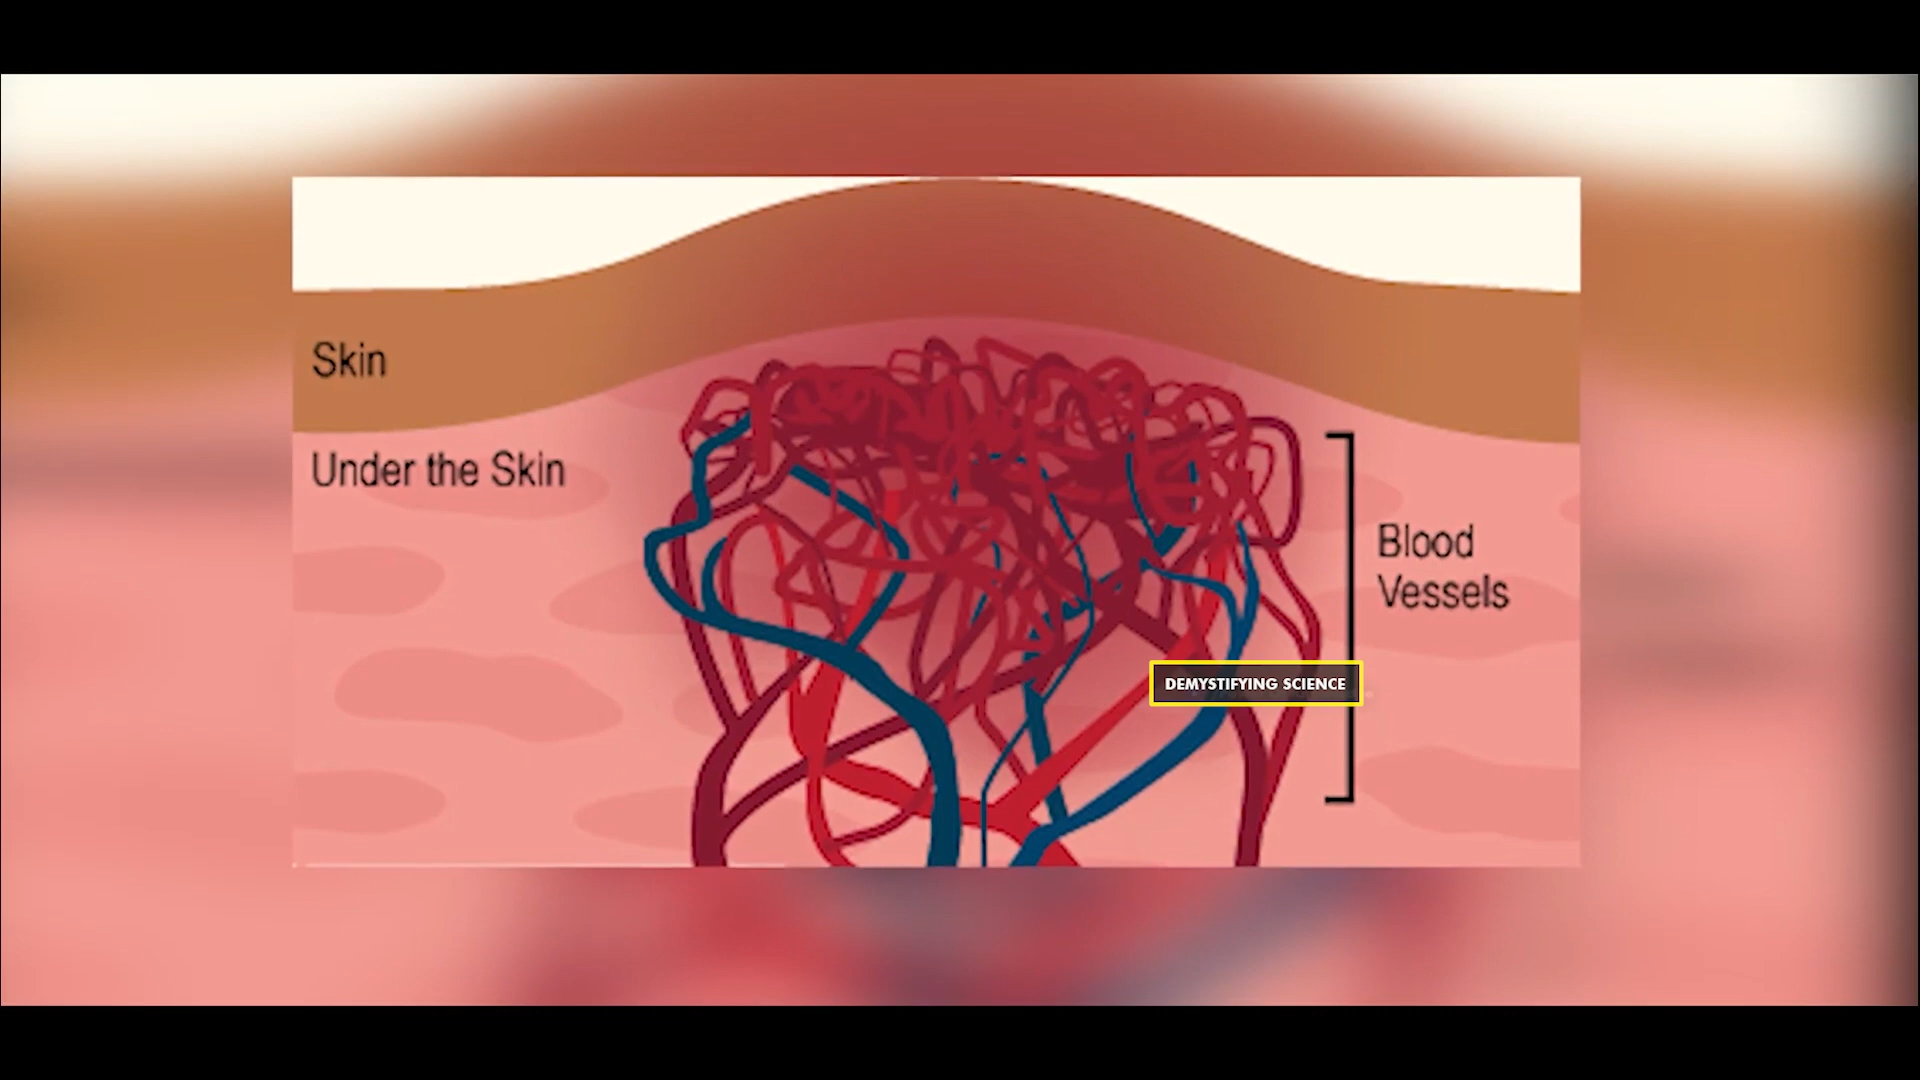 Skin
Under the Skin
Blood
Vessels
DEMYSTIFYING SCIENCE